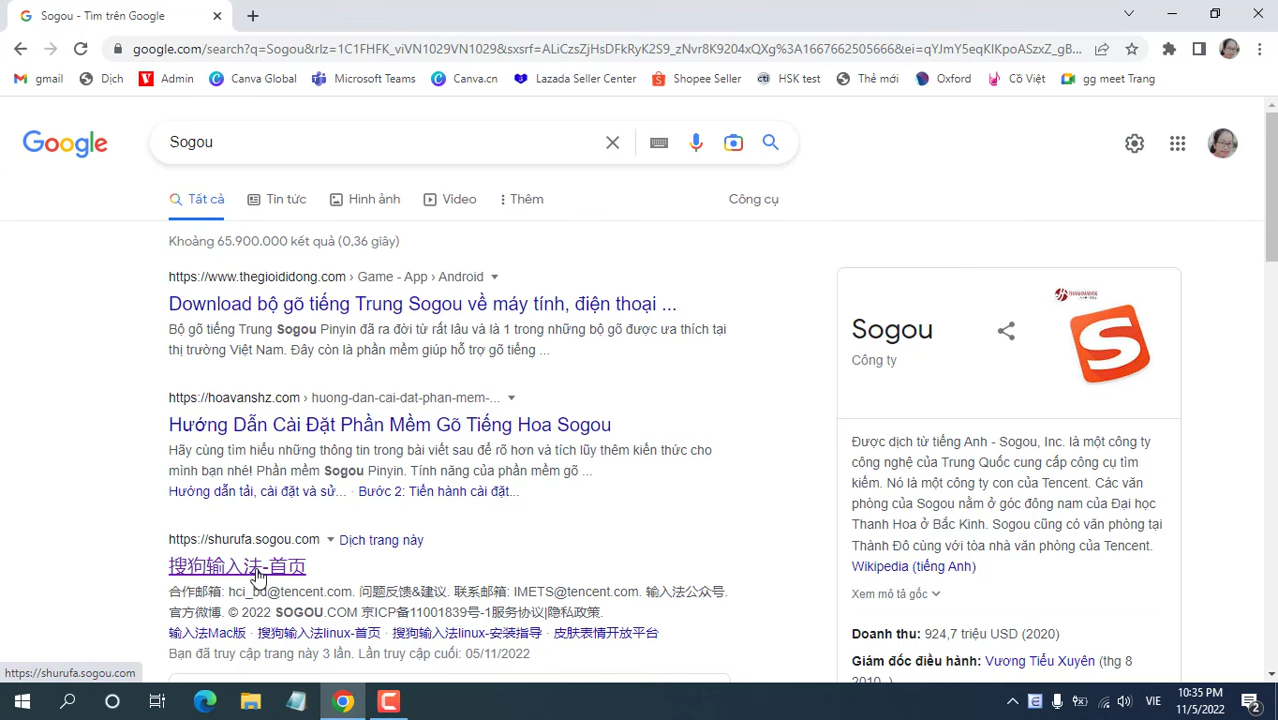 Sogou - Tìm trên Google
google.com/search?q=Sogou&rlz=1C1FHFK_viVN1029VN1029&sxsrf=ALiCzsZjHsDFkRyK2S9_zNvr8K9204xQXg%3A1667662505666&ei=qYJmY5eqKIKpoASzxZ_gB...
gmail Dịch Admin Canva Global Microsoft Teams Canva.cn Lazada Seller Center Shopee Seller HSK test Thẻ mới Oxford Cồ Việt gg meet Trang
Google Sogou
Tất cả Tin tức Hình ảnh Video Thêm Công cụ
Khoảng 65.900.000 kết quả (0,36 giây)
https://www.thegioididong.com › Game - App › Android
Download bộ gõ tiếng Trung Sogou về máy tính, điện thoại ...
Bộ gõ tiếng Trung Sogou Pinyin đã ra đời từ rất lâu và là 1 trong những bộ gõ được ưa thích tại
thị trường Việt Nam. Đây còn là phần mềm giúp hỗ trợ gõ tiếng ...
https://hoavanshz.com › huong-dan-cai-dat-phan-mem-...
Hướng Dẫn Cài Đặt Phần Mềm Gõ Tiếng Hoa Sogou
Hãy cùng tìm hiểu những thông tin trong bài viết sau để rõ hơn và tích lũy thêm kiến thức cho
mình bạn nhé! Phần mềm Sogou Pinyin. Tính năng của phần mềm gõ ...
Hướng dẫn tải, cài đặt và sử... · Bước 2: Tiến hành cài đặt...
https://shurufa.sogou.com Dịch trang này
搜狗输入法-首页
合作邮箱: hci_bd@tencent.com. 问题反馈&建议. 联系邮箱: IMETS@tencent.com. 输入法公众号.
官方微博. © 2022 SOGOU.COM 京ICP备11001839号-1服务协议|隐私政策.
输入法Mac版 · 搜狗输入法linux-首页 · 搜狗输入法linux-安装指导 · 皮肤表情开放平台
Bạn đã truy cập trang này 3 lần. Lần truy cập cuối: 05/11/2022
Sogou
Công ty
S
Được dịch từ tiếng Anh - Sogou, Inc. là một công ty
công nghệ của Trung Quốc cung cấp công cụ tìm
kiếm. Nó là một công ty con của Tencent. Các văn
phòng của Sogou nằm ở góc đông nam của Đại học
Thanh Hoa ở Bắc Kinh. Sogou cũng có văn phòng tại
Thành Đô cùng với tòa nhà văn phòng của Tencent.
Wikipedia (tiếng Anh)
Xem mô tả gốc
Doanh thu: 924,7 triệu USD (2020)
Giám đốc điều hành: Vương Tiểu Xuyên (thg 8
2010–)
https://shurufa.sogou.com
VIE
10:35 PM
11/5/2022
2